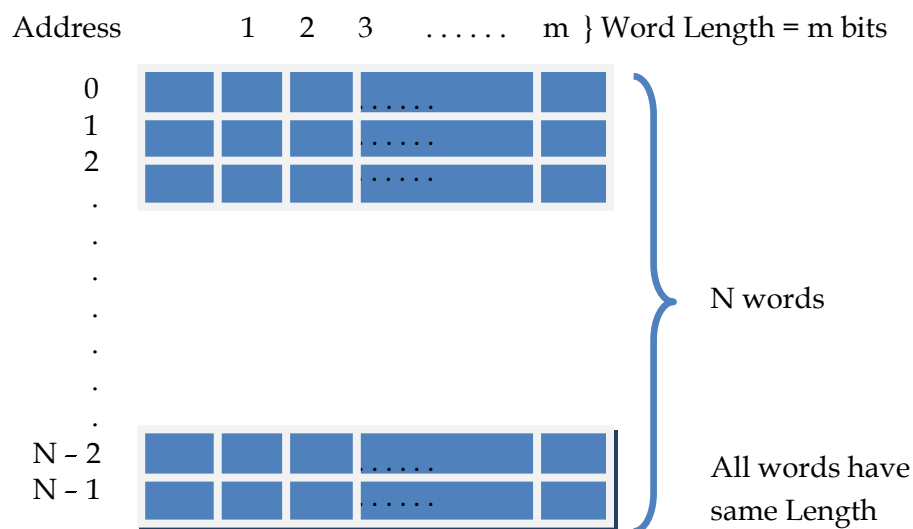 Address 1 2 3 ...... m } Word Length = m bits
0 ......
1 ......
2 ......
.
.
.
.
.
.
.
N words
N – 2 ......
N – 1 ......
All words have
same Length